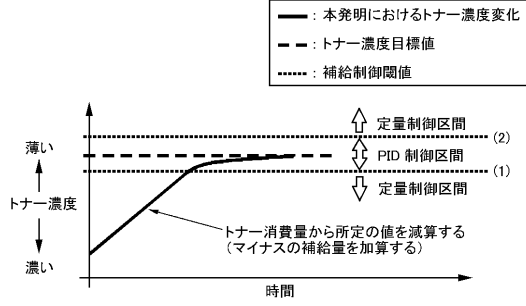 : 本発明におけるトナー濃度変化
: トナー濃度目標値
: 補給制御閾値
定量制御区間
(2)
薄い
PID 制御区間
(1)
定量制御区間
トナー濃度
トナー消費量から所定の値を減算する
(マイナスの補給量を加算する)
濃い
時間